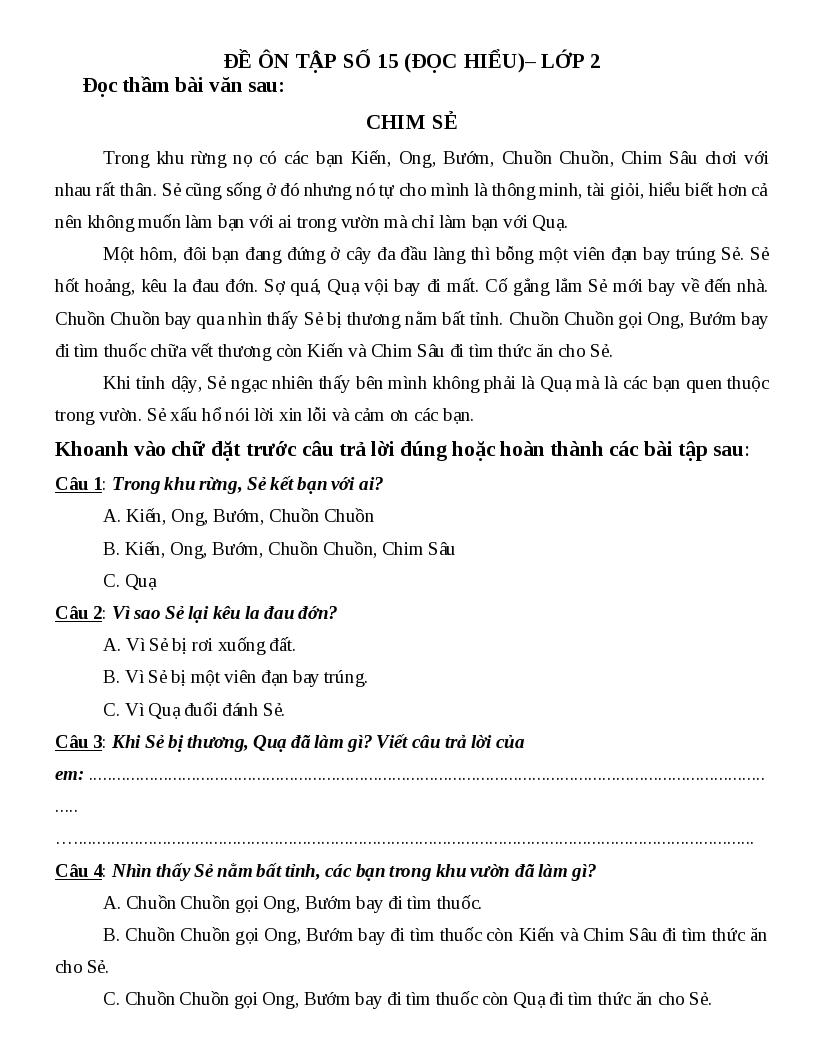 ĐỀ ÔN TẬP SỐ 15 (ĐỌC HIỂU)– LỚP 2
Đọc thầm bài văn sau:
CHIM SẺ
Trong khu rừng nọ có các bạn Kiến, Ong, Bướm, Chuồn Chuồn, Chim Sâu chơi với
nhau rất thân. Sẻ cũng sống ở đó nhưng nó tự cho mình là thông minh, tài giỏi, hiểu biết hơn cả
nên không muốn làm bạn với ai trong vườn mà chỉ làm bạn với Quạ.
Một hôm, đôi bạn đang đứng ở cây đa đầu làng thì bỗng một viên đạn bay trúng Sẻ. Sẻ
hốt hoảng, kêu la đau đớn. Sợ quá, Quạ vội bay đi mất. Cố gắng lắm Sẻ mới bay về đến nhà.
Chuồn Chuồn bay qua nhìn thấy Sẻ bị thương nằm bất tỉnh. Chuồn Chuồn gọi Ong, Bướm bay
đi tìm thuốc chữa vết thương còn Kiến và Chim Sâu đi tìm thức ăn cho Sẻ.
Khi tỉnh dậy, Sẻ ngạc nhiên thấy bên mình không phải là Quạ mà là các bạn quen thuộc
trong vườn. Sẻ xấu hổ nói lời xin lỗi và cảm ơn các bạn.
Khoanh vào chữ đặt trước câu trả lời đúng hoặc hoàn thành các bài tập sau:
Câu 1: Trong khu rừng, Sẻ kết bạn với ai?
A. Kiến, Ong, Bướm, Chuồn Chuồn
B. Kiến, Ong, Bướm, Chuồn Chuồn, Chim Sâu
C. Quạ
Câu 2: Vì sao Sẻ lại kêu la đau đớn?
A. Vì Sẻ bị rơi xuống đất.
B. Vì Sẻ bị một viên đạn bay trúng.
C. Vì Quạ đuổi đánh Sẻ.
Câu 3: Khi Sẻ bị thương, Quạ đã làm gì? Viết câu trả lời của
em: ..................................................................................................................................................
.....
…..................................................................................................................................................
Câu 4: Nhìn thấy Sẻ nằm bất tỉnh, các bạn trong khu vườn đã làm gì?
A. Chuồn Chuồn gọi Ong, Bướm bay đi tìm thuốc.
B. Chuồn Chuồn gọi Ong, Bướm bay đi tìm thuốc còn Kiến và Chim Sâu đi tìm thức ăn
cho Sẻ.
C. Chuồn Chuồn gọi Ong, Bướm bay đi tìm thuốc còn Quạ đi tìm thức ăn cho Sẻ.